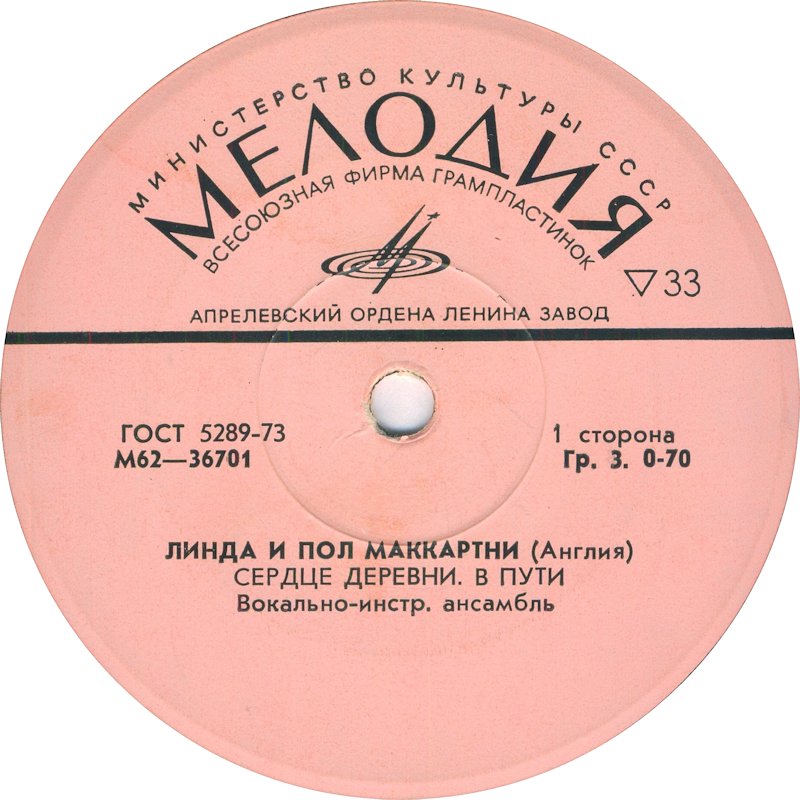 МИНИСТЕРСТВО КУЛЬТУРЫ СССР
МЕЛОДИЯ
ВСЕСОЮЗНАЯ ФИРМА ГРАМПЛАСТИНОК
▽33
АПРЕЛЕВСКИЙ ОРДЕНА ЛЕНИНА ЗАВОД
ГОСТ 5289-73
1 сторона
М62—36701
Гр. 3. 0-70
ЛИНДА И ПОЛ МАККАРТНИ (Англия)
СЕРДЦЕ ДЕРЕВНИ. В ПУТИ
Вокально-инстр. ансамбль